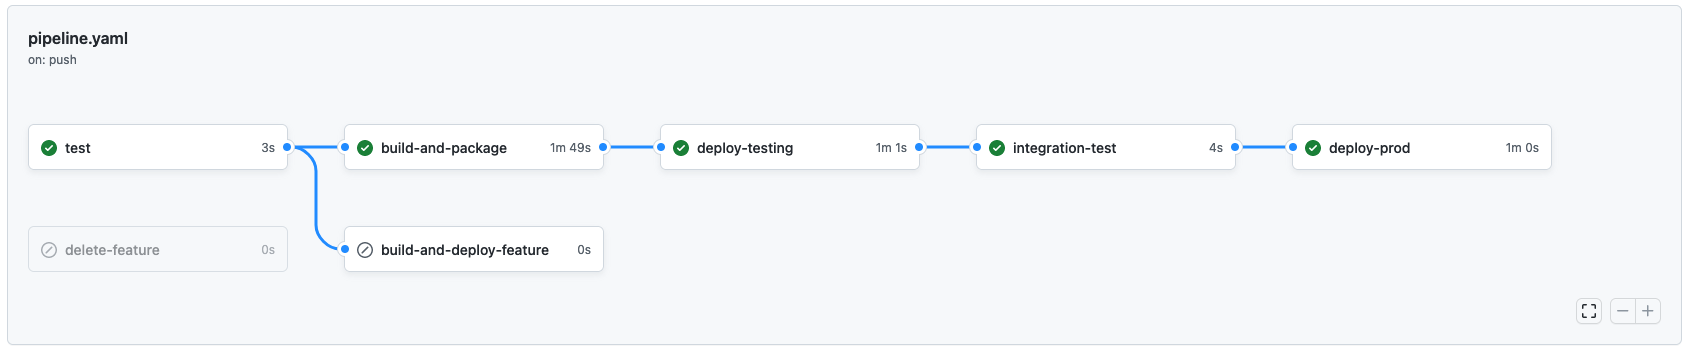 pipeline.yaml
on: push
test 3s
build-and-package 1m 49s
deploy-testing 1m 1s
integration-test 4s
deploy-prod 1m 0s
delete-feature 0s
build-and-deploy-feature 0s